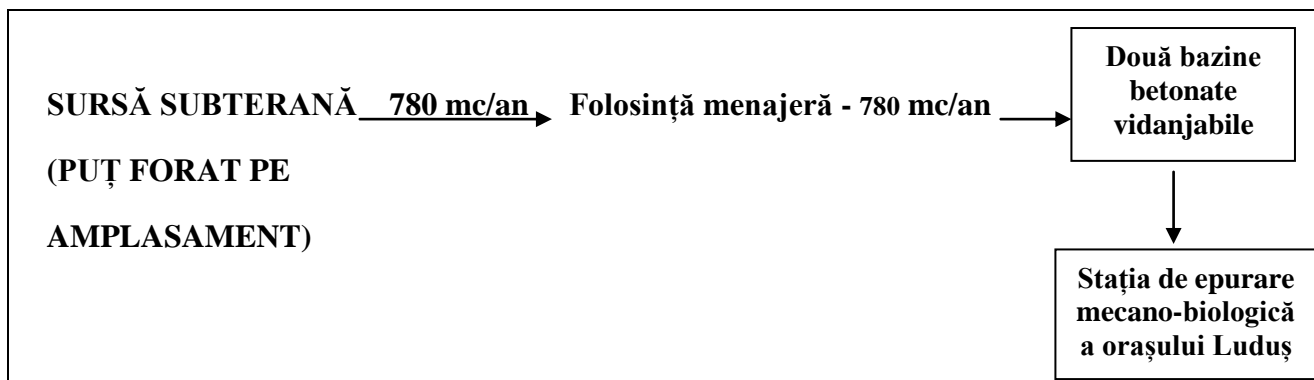 SURSĂ SUBTERANĂ 780 mc/an Folosință menajeră - 780 mc/an
(PUȚ FORAT PE
AMPLASAMENT)
Două bazine
betonate
vidanjabile
Stația de epurare
mecano-biologică
a orașului Luduș